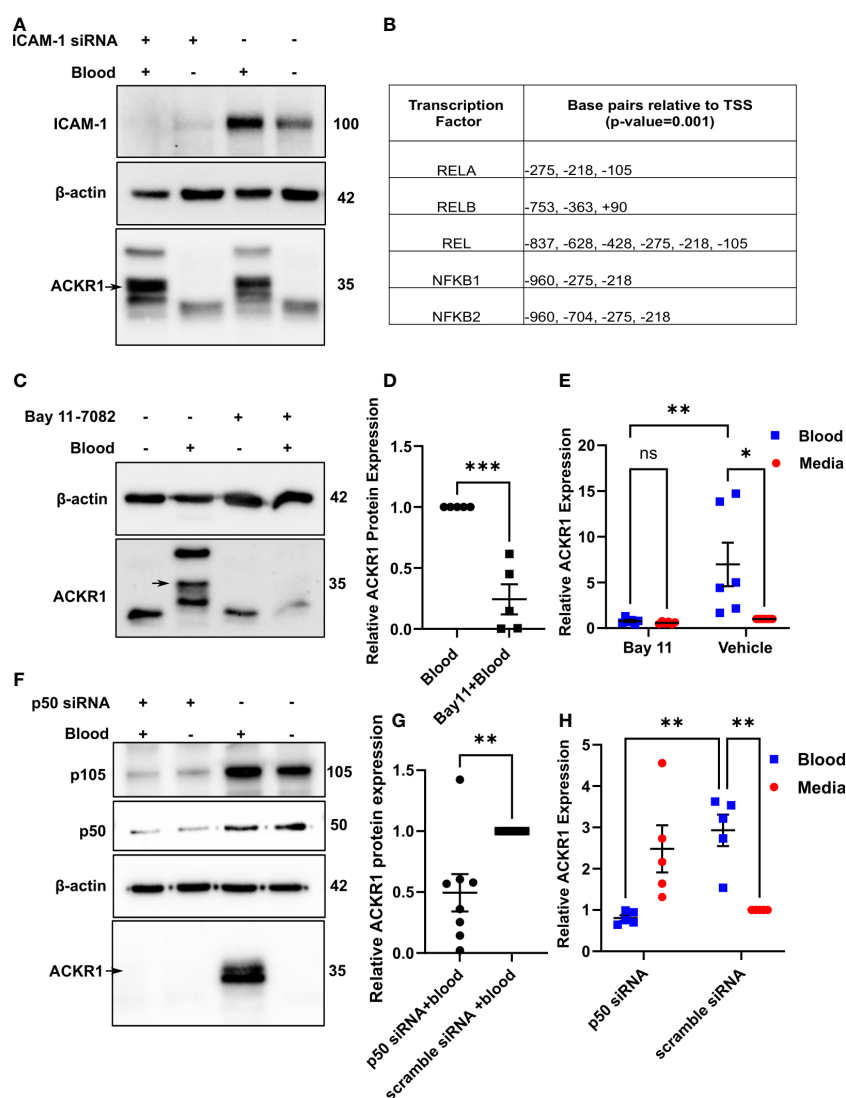 A
ICAM-1 siRNA + + - -
Blood + - + -
ICAM-1 100
β-actin 42
ACKR1 35
B
Transcription Factor Base pairs relative to TSS (p-value=0.001)
RELA -275, -218, -105
RELB -753, -363, +90
REL -837, -628, -428, -275, -218, -105
NFKB1 -960, -275, -218
NFKB2 -960, -704, -275, -218
C
Bay 11-7082 - - + +
Blood - + - +
β-actin 42
ACKR1 35
D
Relative ACKR1 Protein Expression
1.5
1.0
0.5
0.0
***
Blood
Bay11+Blood
E
Relative ACKR1 Expression
20
15
10
5
0
**
ns
*
Blood
Media
Bay 11 Vehicle
F
p50 siRNA + + - -
Blood + - + -
p105 105
p50 50
β-actin 42
ACKR1 35
G
Relative ACKR1 protein expression
1.5
1.0
0.5
0.0
**
p50 siRNA+blood
scramble siRNA +blood
H
Relative ACKR1 Expression
5
4
3
2
1
0
** **
Blood
Media
p50 siRNA
scramble siRNA